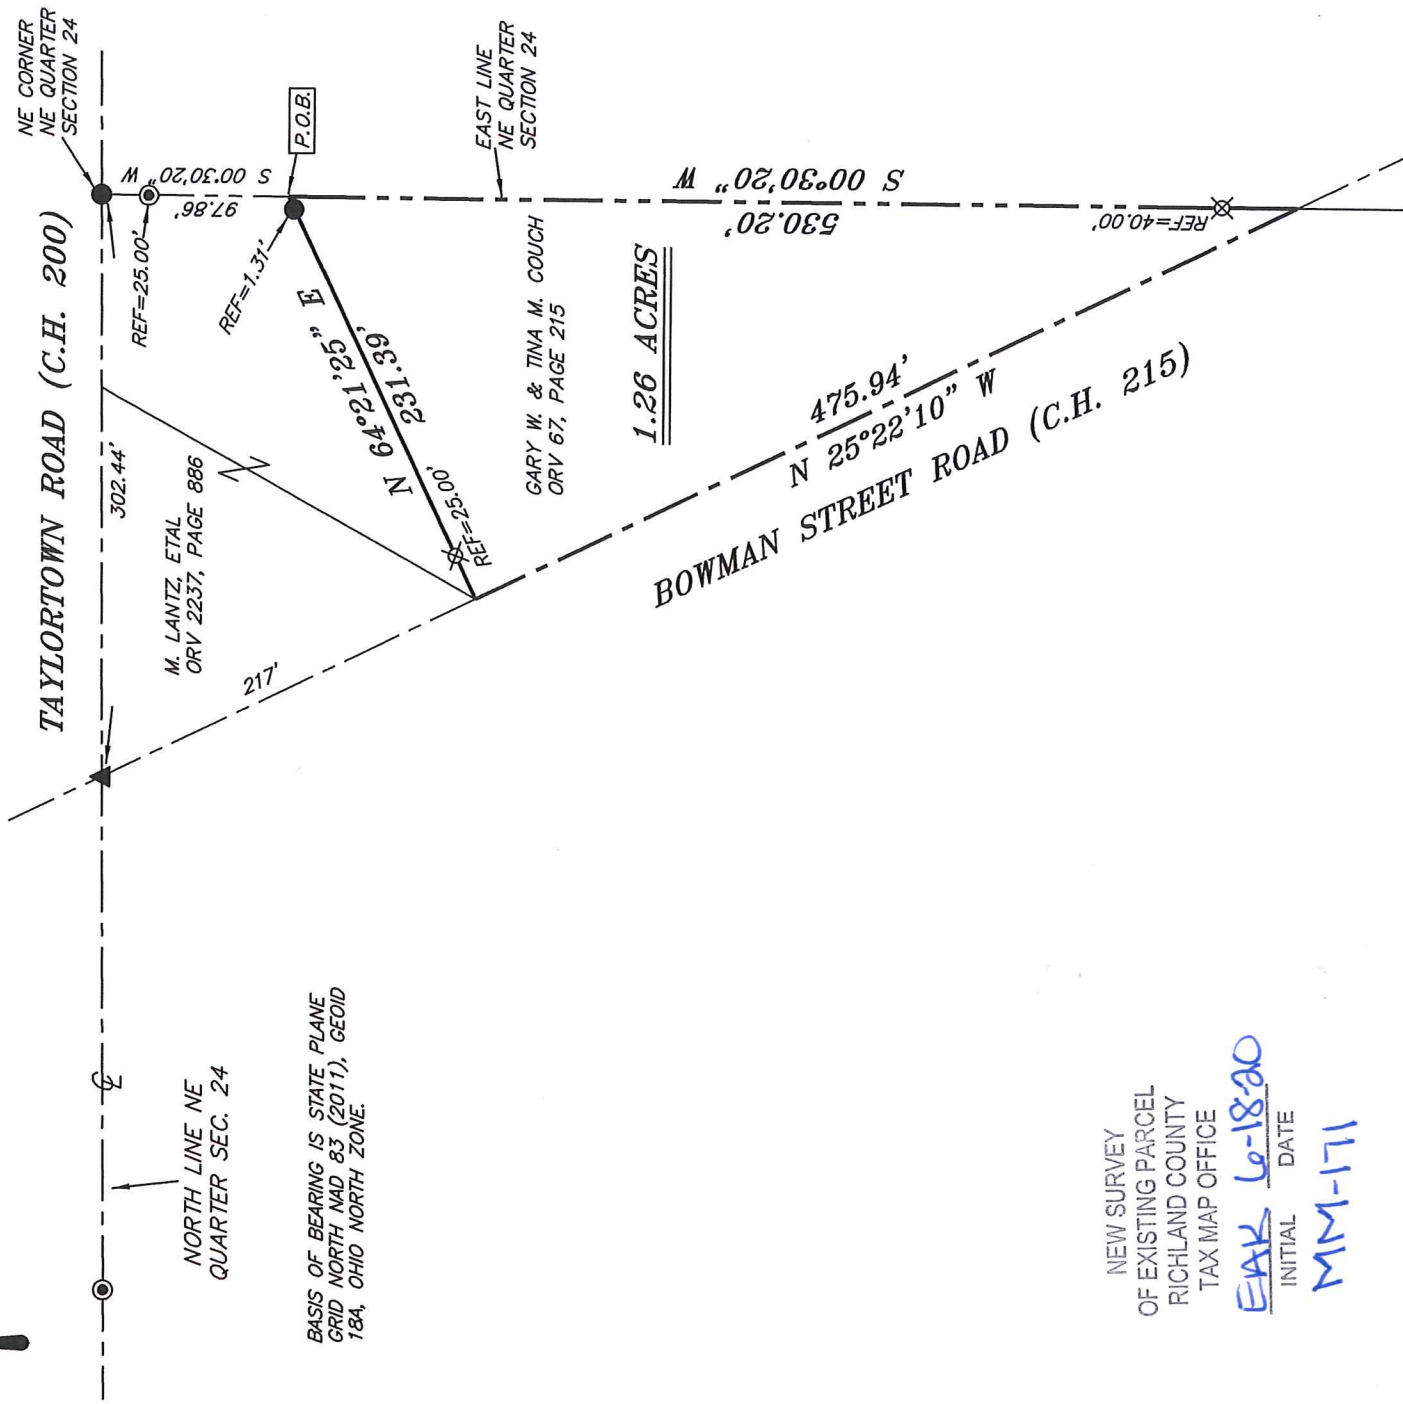 NE CORNER
NE QUARTER
SECTION 24
TAYLORTOWN ROAD (C.H. 200)
302.44'
REF=25.00'
S 00°30'20" W
97.86'
P.O.B.
REF=1.31'
M. LANTZ, ETAL
ORV 2237, PAGE 886
N 64°21'25" E
231.39'
REF=25.00'
EAST LINE
NE QUARTER
SECTION 24
S 00°30'20" W
530.20'
REF=40.00'
GARY W. & TINA M. COUCH
ORV 67, PAGE 215
1.26 ACRES
217'
475.94'
N 25°22'10" W
BOWMAN STREET ROAD (C.H. 215)
NORTH LINE NE
QUARTER SEC. 24
BASIS OF BEARING IS STATE PLANE
GRID NORTH NAD 83 (2011), GEOID
18A, OHIO NORTH ZONE.
NEW SURVEY
OF EXISTING PARCEL
RICHLAND COUNTY
TAX MAP OFFICE
EAK 6-18-20
INITIAL DATE
MM-171